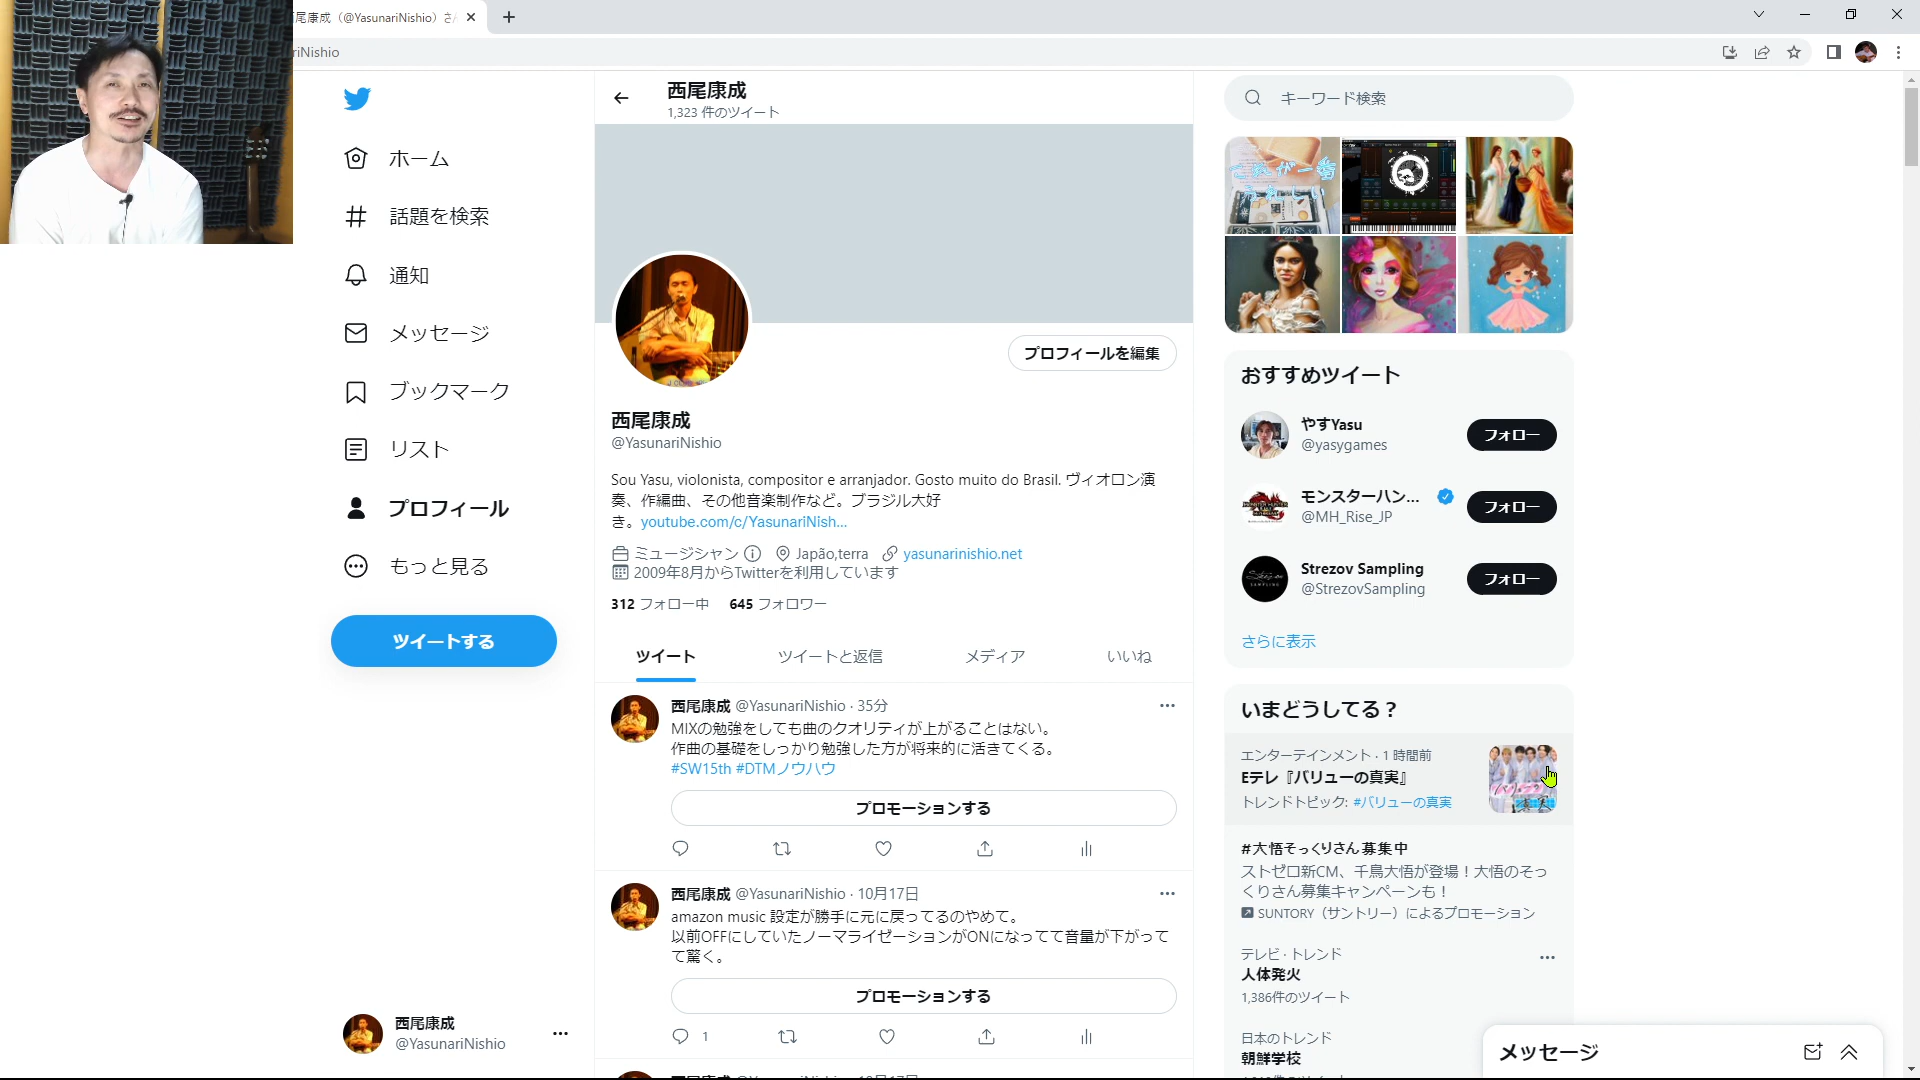 尾康成（@YasunariNishio）さん
riNishio
ホーム
話題を検索
通知
メッセージ
ブックマーク
リスト
プロフィール
もっと見る
ツイートする
西尾康成
@YasunariNishio
西尾康成
1,323 件のツイート
プロフィールを編集
西尾康成
@YasunariNishio
Sou Yasu, violonista, compositor e arranjador. Gosto muito do Brasil. ヴィオロン演
奏、作編曲、その他音楽制作など。ブラジル大好
き。youtube.com/c/YasunariNish...
ミュージシャン Japão,terra yasunarinishio.net
2009年8月からTwitterを利用しています
312 フォロー中 645 フォロワー
ツイート ツイートと返信 メディア いいね
西尾康成 @YasunariNishio · 35分
MIXの勉強をしても曲のクオリティが上がることはない。
作曲の基礎をしっかり勉強した方が将来的に活きてくる。
#SW15th #DTMノウハウ
プロモーションする
西尾康成 @YasunariNishio · 10月17日
amazon music 設定が勝手に元に戻ってるのやめて。
以前OFFにしていたノーマライゼーションがONになってて音量が下がって
て驚く。
プロモーションする
1
キーワード検索
これが一番
うれしい
おすすめツイート
やすYasu
@yasygames
フォロー
モンスターハン...
@MH_Rise_JP
フォロー
Strezov Sampling
@StrezovSampling
フォロー
さらに表示
いまどうしてる？
エンターテインメント · 1 時間前
Eテレ『バリューの真実』
トレンドトピック: #バリューの真実
#大悟そっくりさん募集中
ストゼロ新CM、千鳥大悟が登場！大悟のそっ
くりさん募集キャンペーンも！
SUNTORY（サントリー）によるプロモーション
テレビ · トレンド
人体発火
1,386件のツイート
日本のトレンド
朝鮮学校
メッセージ